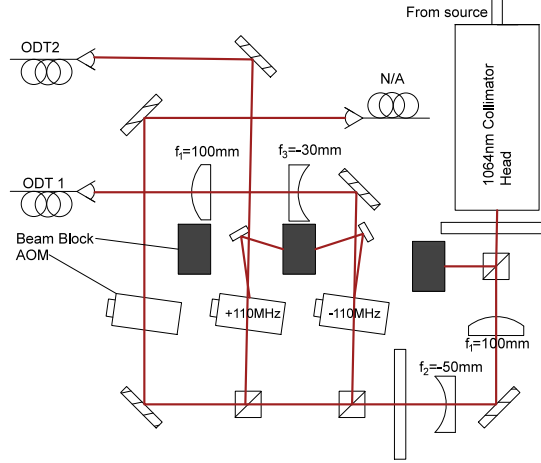 From source
ODT2
N/A
1064nm Collimator
Head
f₁=100mm
f₃=-30mm
ODT 1
Beam Block
AOM
+110MHz
-110MHz
f₁=100mm
f₂=-50mm